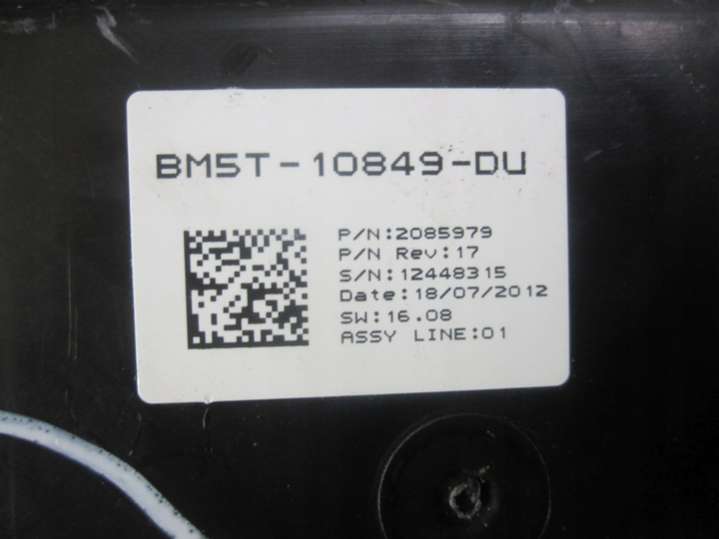 BM5T-10849-DU
P/N:2085979
P/N Rev:17
S/N:12448315
Date:18/07/2012
SW:16.08
ASSY LINE:01